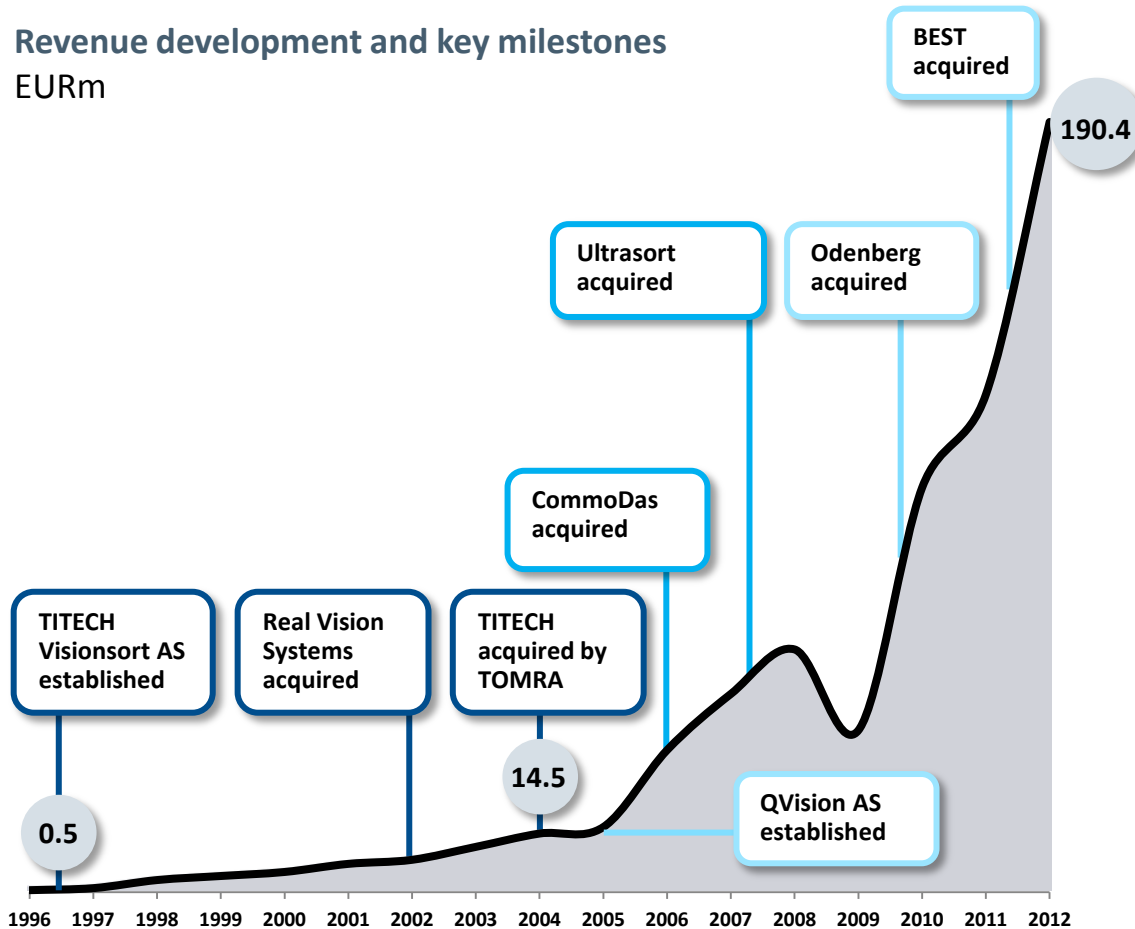 Revenue development and key milestones
EURm
BEST
acquired
190.4
Ultrasort
acquired
Odenberg
acquired
CommoDas
acquired
TITECH
Visionsort AS
established
Real Vision
Systems
acquired
TITECH
acquired by
TOMRA
14.5
0.5
QVision AS
established
1996 1997 1998 1999 2000 2001 2002 2003 2004 2005 2006 2007 2008 2009 2010 2011 2012